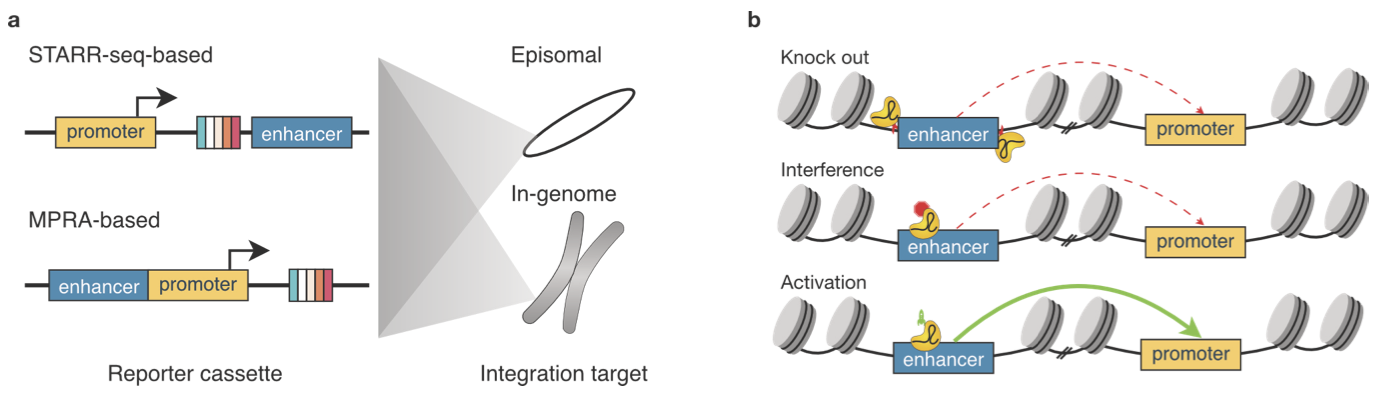 a
STARR-seq-based
promoter
enhancer
MPRA-based
enhancer
promoter
Reporter cassette
Episomal
In-genome
Integration target
b
Knock out
enhancer
promoter
Interference
enhancer
promoter
Activation
enhancer
promoter